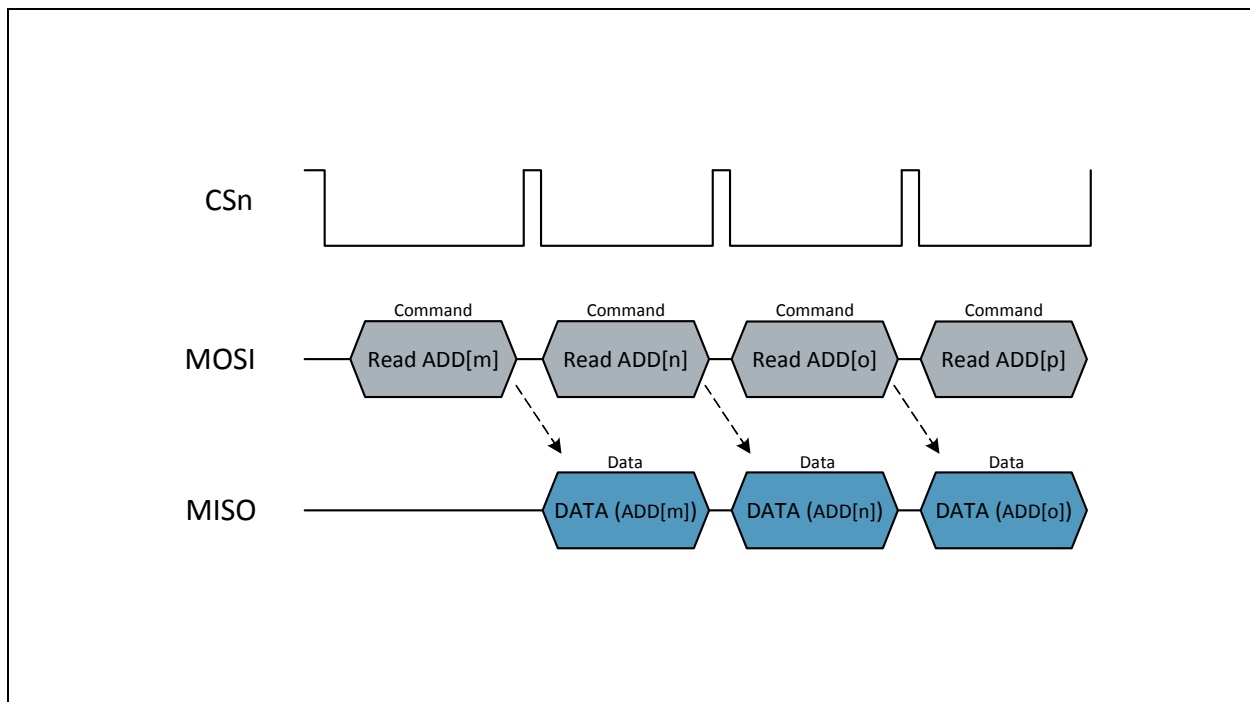 CSn
Command Command Command Command
MOSI Read ADD[m] Read ADD[n] Read ADD[o] Read ADD[p]
Data Data Data
MISO DATA (ADD[m]) DATA (ADD[n]) DATA (ADD[o])